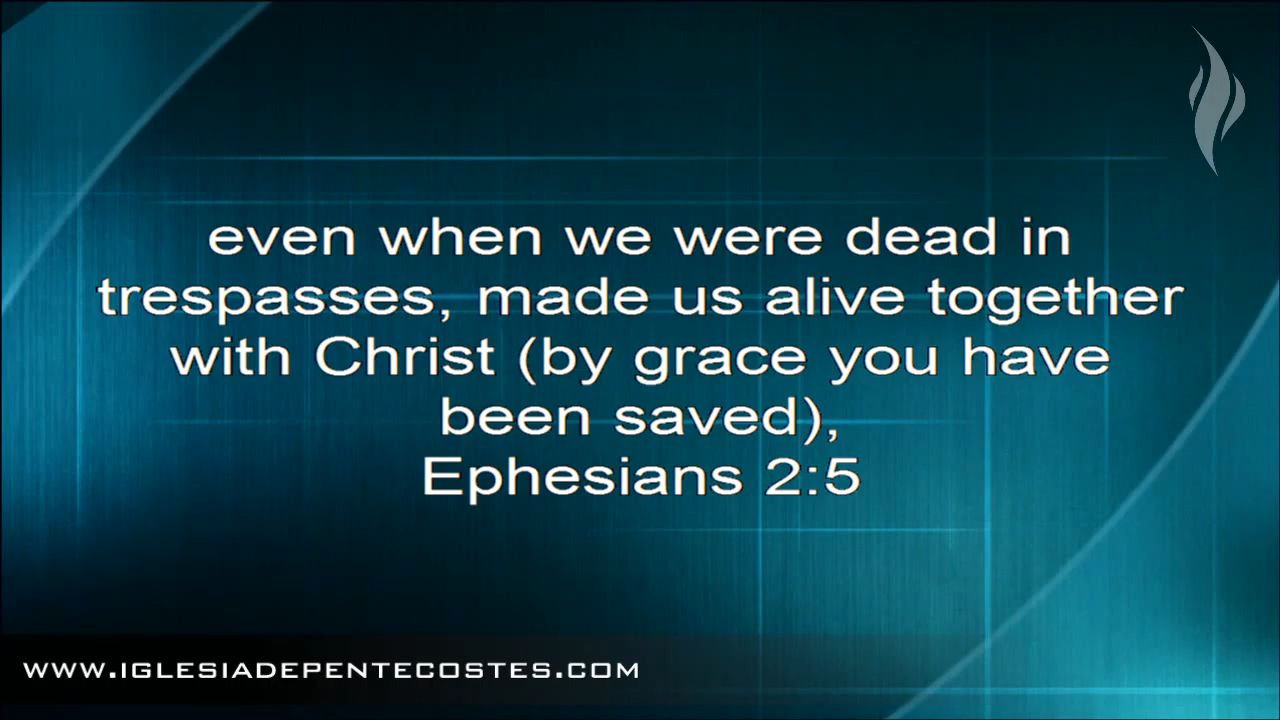 even when we were dead in
trespasses, made us alive together
with Christ (by grace you have
been saved),
Ephesians 2:5
WWW.IGLESIADEPENTECOSTES.COM